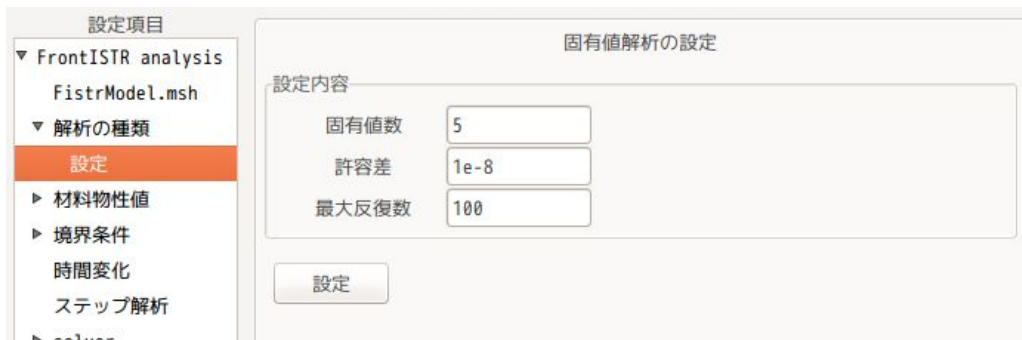 設定項目
FrontISTR analysis
FistrModel.msh
解析の種類
設定
材料物性値
境界条件
時間変化
ステップ解析
固有値解析の設定
設定内容
固有値数 5
許容差 1e-8
最大反復数 100
設定